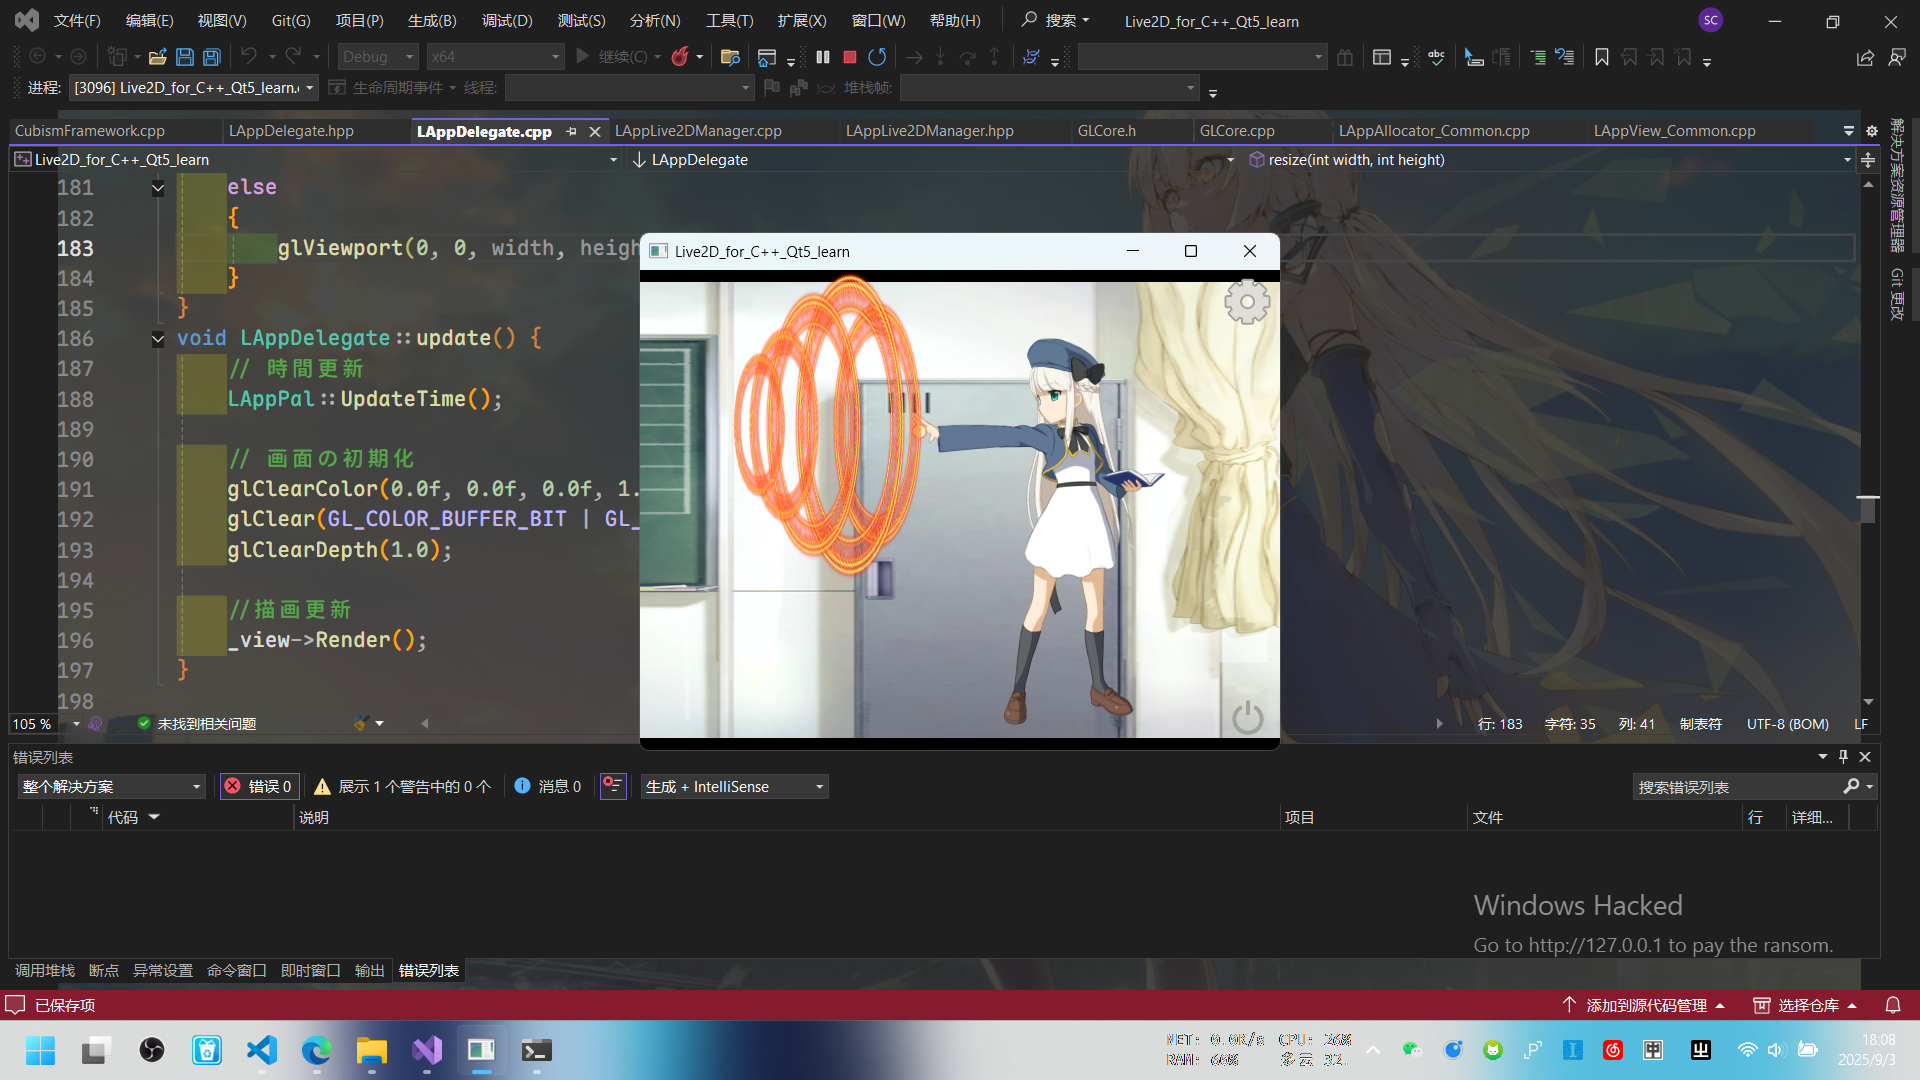 文件(F) 编辑(E) 视图(V) Git(G) 项目(P) 生成(B) 调试(D) 测试(S) 分析(N) 工具(T) 扩展(X) 窗口(W) 帮助(H) 搜索 Live2D_for_C++_Qt5_learn SC
Debug x64 继续(C)
进程: [3096] Live2D_for_C++_Qt5_learn. 生命周期事件 线程: 堆栈帧:
CubismFramework.cpp LAppDelegate.hpp LAppDelegate.cpp LAppLive2DManager.cpp LAppLive2DManager.hpp GLCore.h GLCore.cpp LAppAllocator_Common.cpp LAppView_Common.cpp
Live2D_for_C++_Qt5_learn LAppDelegate resize(int width, int height)
解决方案资源管理器
Git 更改
181 else
182 {
183 glViewport(0, 0, width, heigh
184 }
185 }
186 void LAppDelegate::update() {
187 // 時間更新
188 LAppPal::UpdateTime();
189
190 // 画面の初期化
191 glClearColor(0.0f, 0.0f, 0.0f, 1.
192 glClear(GL_COLOR_BUFFER_BIT | GL_
193 glClearDepth(1.0);
194
195 //描画更新
196 _view->Render();
197 }
198
Live2D_for_C++_Qt5_learn
105 % 未找到相关问题 行: 183 字符: 35 列: 41 制表符 UTF-8 (BOM) LF
错误列表
整个解决方案 错误 0 展示 1 个警告中的 0 个 消息 0 生成 + IntelliSense 搜索错误列表
代码 说明 项目 文件 行 详细...
Windows Hacked
Go to http://127.0.0.1 to pay the ransom.
调用堆栈 断点 异常设置 命令窗口 即时窗口 输出 错误列表
已保存项 添加到源代码管理 选择仓库
NET: 0.0K/s CPU: 26%
RAM: 66% 多云 32.
18:08
2025/9/3